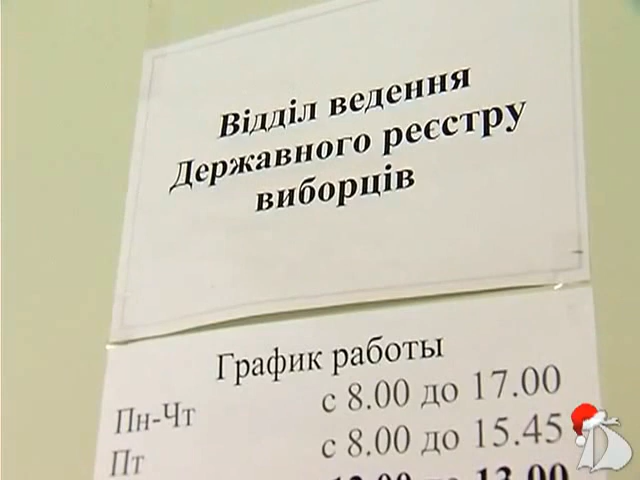 Відділ ведення
Державного реєстру
виборців
График работы
Пн-Чт с 8.00 до 17.00
Пт с 8.00 до 15.45